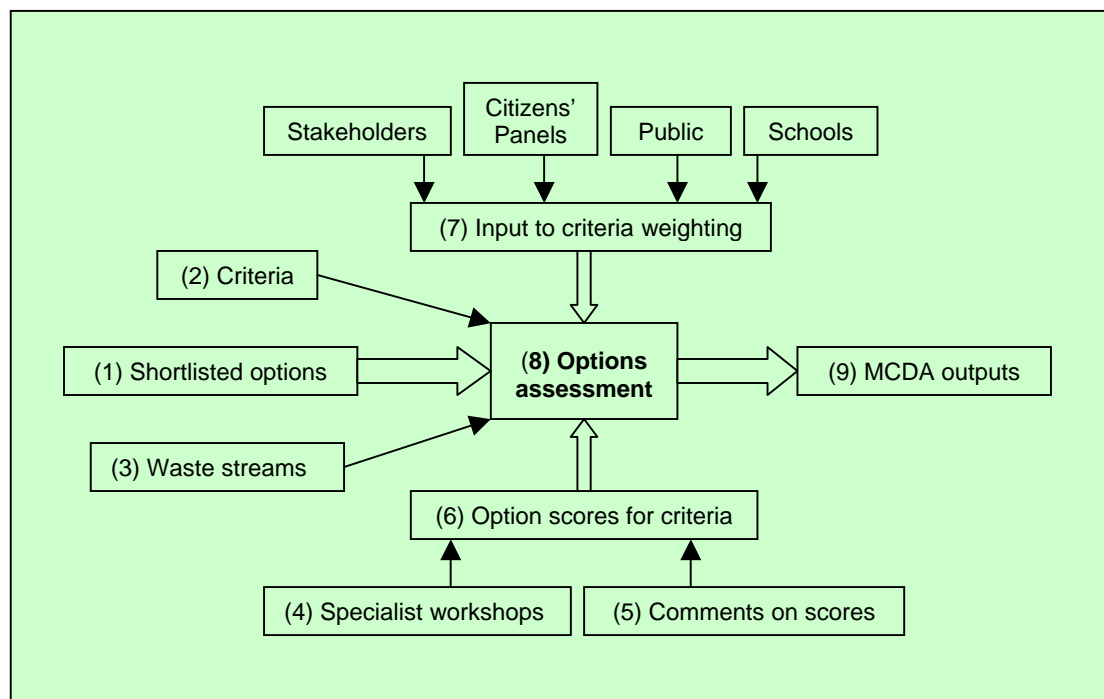 Stakeholders
Citizens’
Panels
Public
Schools
(7) Input to criteria weighting
(2) Criteria
(1) Shortlisted options
(8) Options
assessment
(9) MCDA outputs
(3) Waste streams
(6) Option scores for criteria
(4) Specialist workshops
(5) Comments on scores